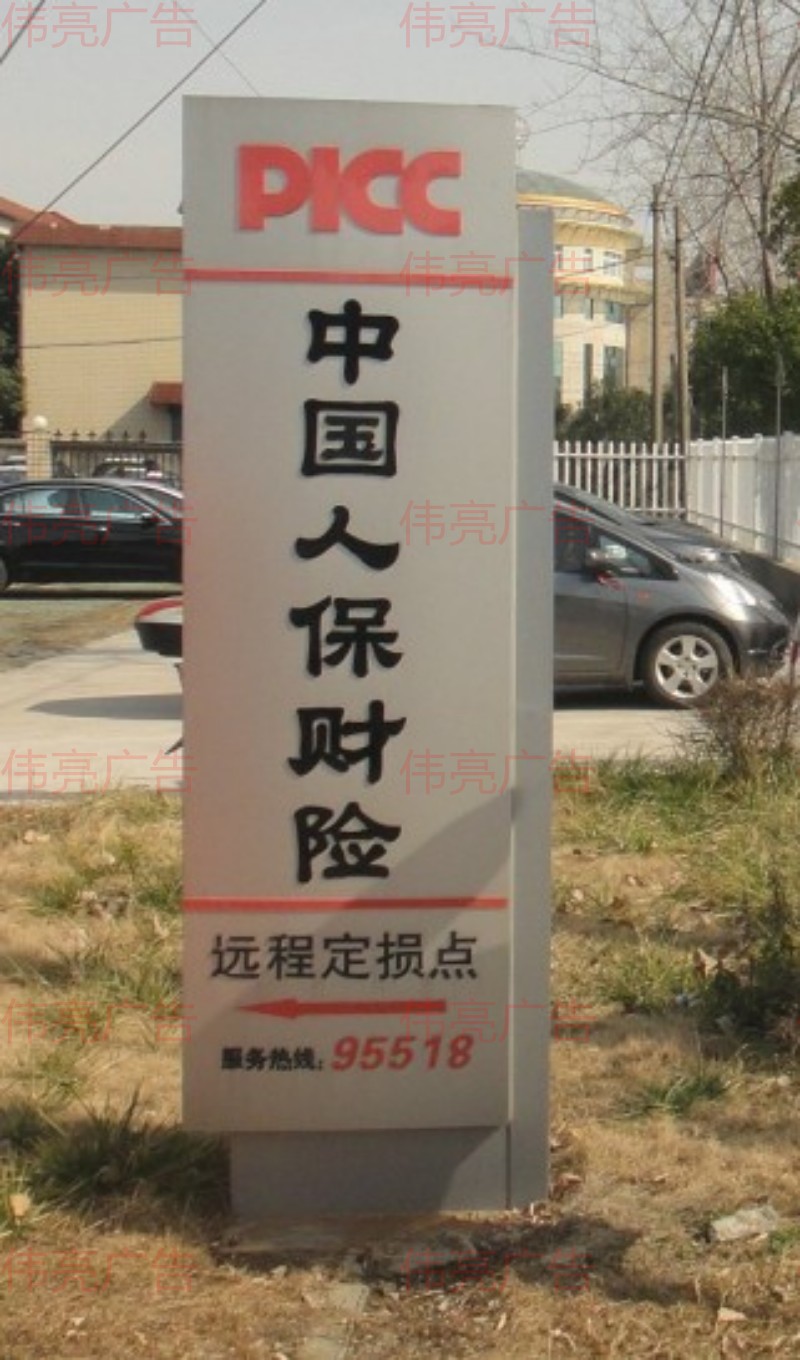 PICC
中国人保财险
远程定损点
服务热线：95518
伟亮广告